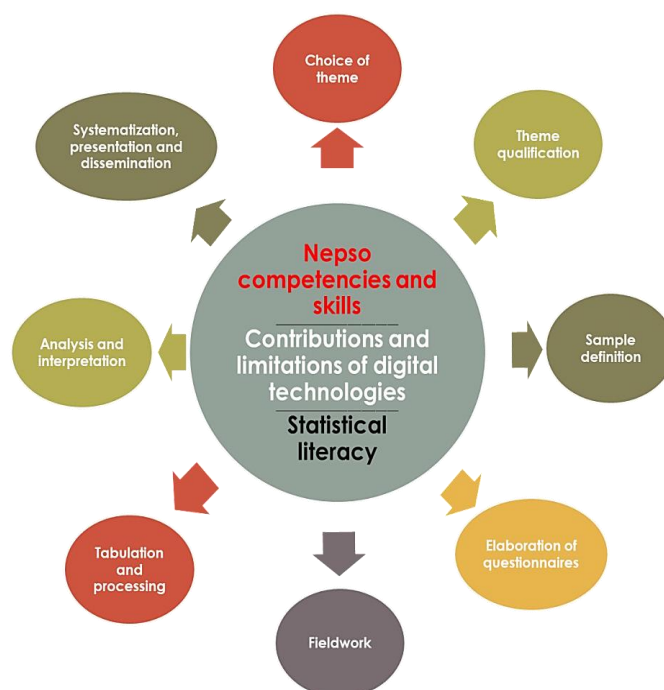 Choice of
theme
Theme
qualification
Sample
definition
Elaboration of
questionnaires
Fieldwork
Tabulation
and
processing
Analysis and
interpretation
Systematization,
presentation and
dissemination
Nepso
competencies and
skills
Contributions and
limitations of digital
technologies
Statistical
literacy